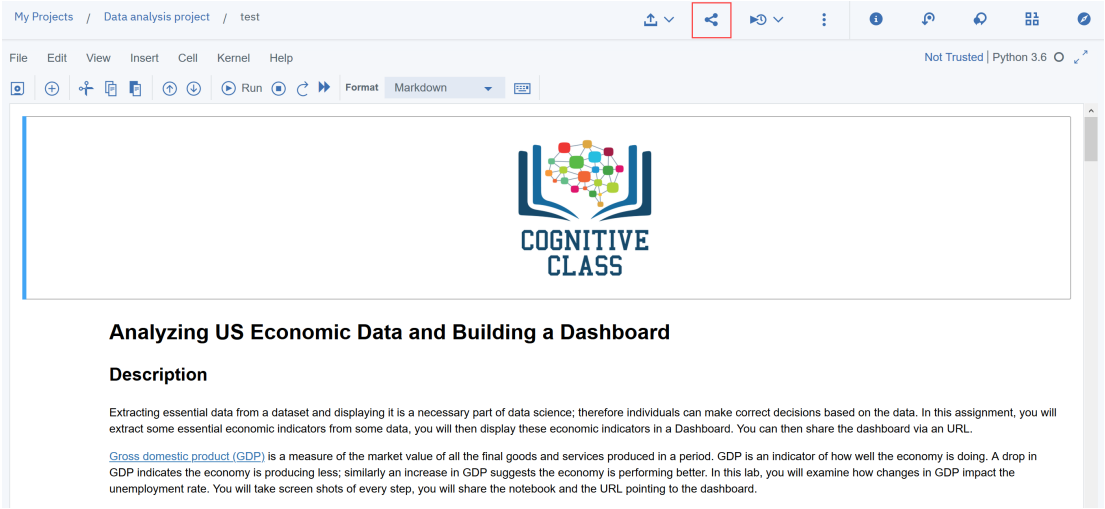 My Projects / Data analysis project / test
File Edit View Insert Cell Kernel Help
Not Trusted | Python 3.6
Run Format Markdown
COGNITIVE
CLASS
Analyzing US Economic Data and Building a Dashboard
Description
Extracting essential data from a dataset and displaying it is a necessary part of data science; therefore individuals can make correct decisions based on the data. In this assignment, you will
extract some essential economic indicators from some data, you will then display these economic indicators in a Dashboard. You can then share the dashboard via an URL.
Gross domestic product (GDP) is a measure of the market value of all the final goods and services produced in a period. GDP is an indicator of how well the economy is doing. A drop in
GDP indicates the economy is producing less; similarly an increase in GDP suggests the economy is performing better. In this lab, you will examine how changes in GDP impact the
unemployment rate. You will take screen shots of every step, you will share the notebook and the URL pointing to the dashboard.